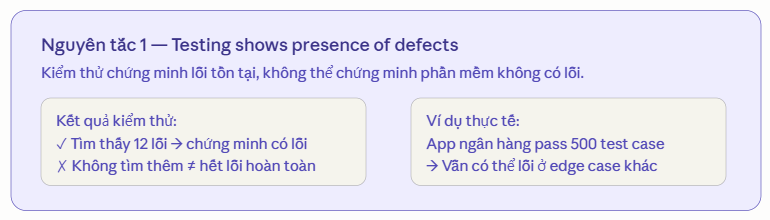 Nguyên tắc 1 — Testing shows presence of defects
Kiểm thử chứng minh lỗi tồn tại, không thể chứng minh phần mềm không có lỗi.
Kết quả kiểm thử:
✓ Tìm thấy 12 lỗi → chứng minh có lỗi
✗ Không tìm thêm ≠ hết lỗi hoàn toàn
Ví dụ thực tế:
App ngân hàng pass 500 test case
→ Vẫn có thể lỗi ở edge case khác